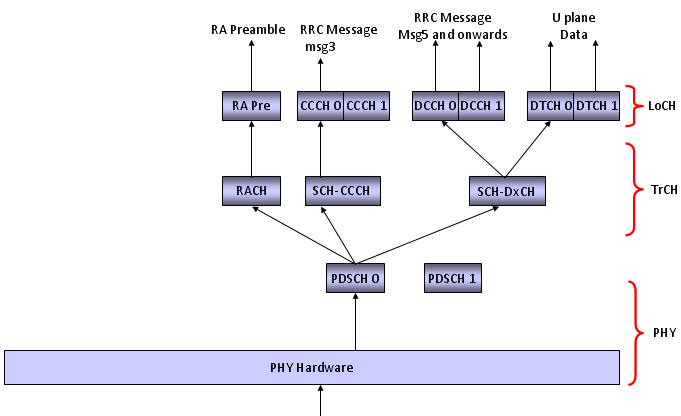 RA Preamble
RRC Message
msg3
RRC Message
Msg5 and onwards
U plane
Data
RA Pre
CCCH 0
CCCH 1
DCCH 0
DCCH 1
DTCH 0
DTCH 1
LoCH
RACH
SCH-CCCH
SCH-DxCH
TrCH
PDSCH 0
PDSCH 1
PHY
PHY Hardware